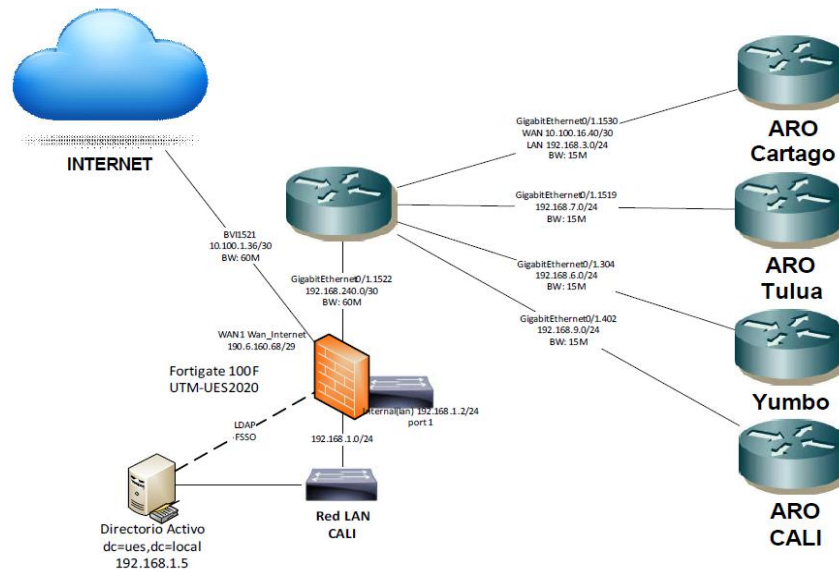 INTERNET
BVI1521
10.100.1.36/30
BW: 60M
GigabitEthernet0/1.1530
WAN 10.100.16.40/30
LAN 192.168.3.0/24
BW: 15M
ARO
Cartago
GigabitEthernet0/1.1519
192.168.7.0/24
BW: 15M
ARO
Tulua
GigabitEthernet0/1.304
192.168.6.0/24
BW: 15M
Yumbo
GigabitEthernet0/1.402
192.168.9.0/24
BW: 15M
ARO
CALI
GigabitEthernet0/1.1522
192.168.240.0/30
BW: 60M
WAN1 Wan_Internet
190.6.160.68/29
Fortigate 100F
UTM-UES2020
Internal(lan) 192.168.1.2/24
port 1
LDAP
FSSO
192.168.1.0/24
Red LAN
CALI
Directorio Activo
dc=ues,dc=local
192.168.1.5